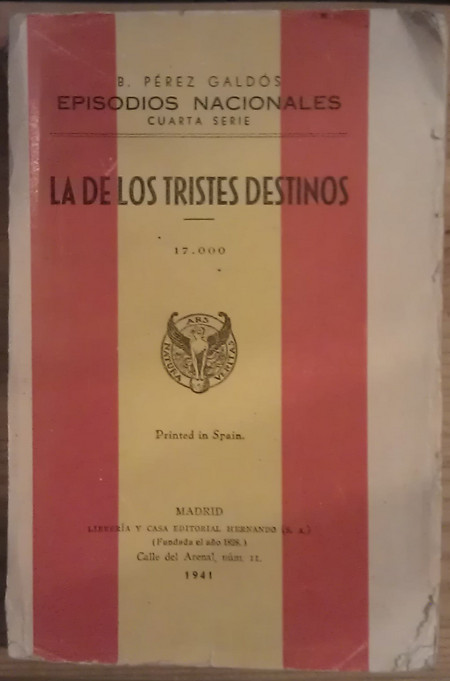 B. PÉREZ GALDÓS
EPISODIOS NACIONALES
CUARTA SERIE
LA DE LOS TRISTES DESTINOS
17.000
ARS
NATURA
VERITAS
Printed in Spain.
MADRID
LIBRERÍA Y CASA EDITORIAL HERNANDO (S. A.)
(Fundada el año 1828.)
Calle del Arenal, núm. 11.
1941